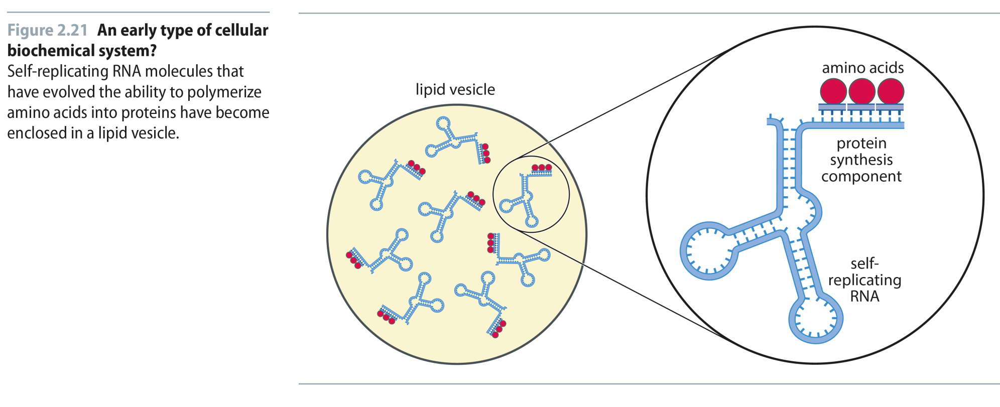 Figure 2.21 An early type of cellular
biochemical system?
Self-replicating RNA molecules that
have evolved the ability to polymerize
amino acids into proteins have become
enclosed in a lipid vesicle.
lipid vesicle
amino acids
protein
synthesis
component
self-
replicating
RNA